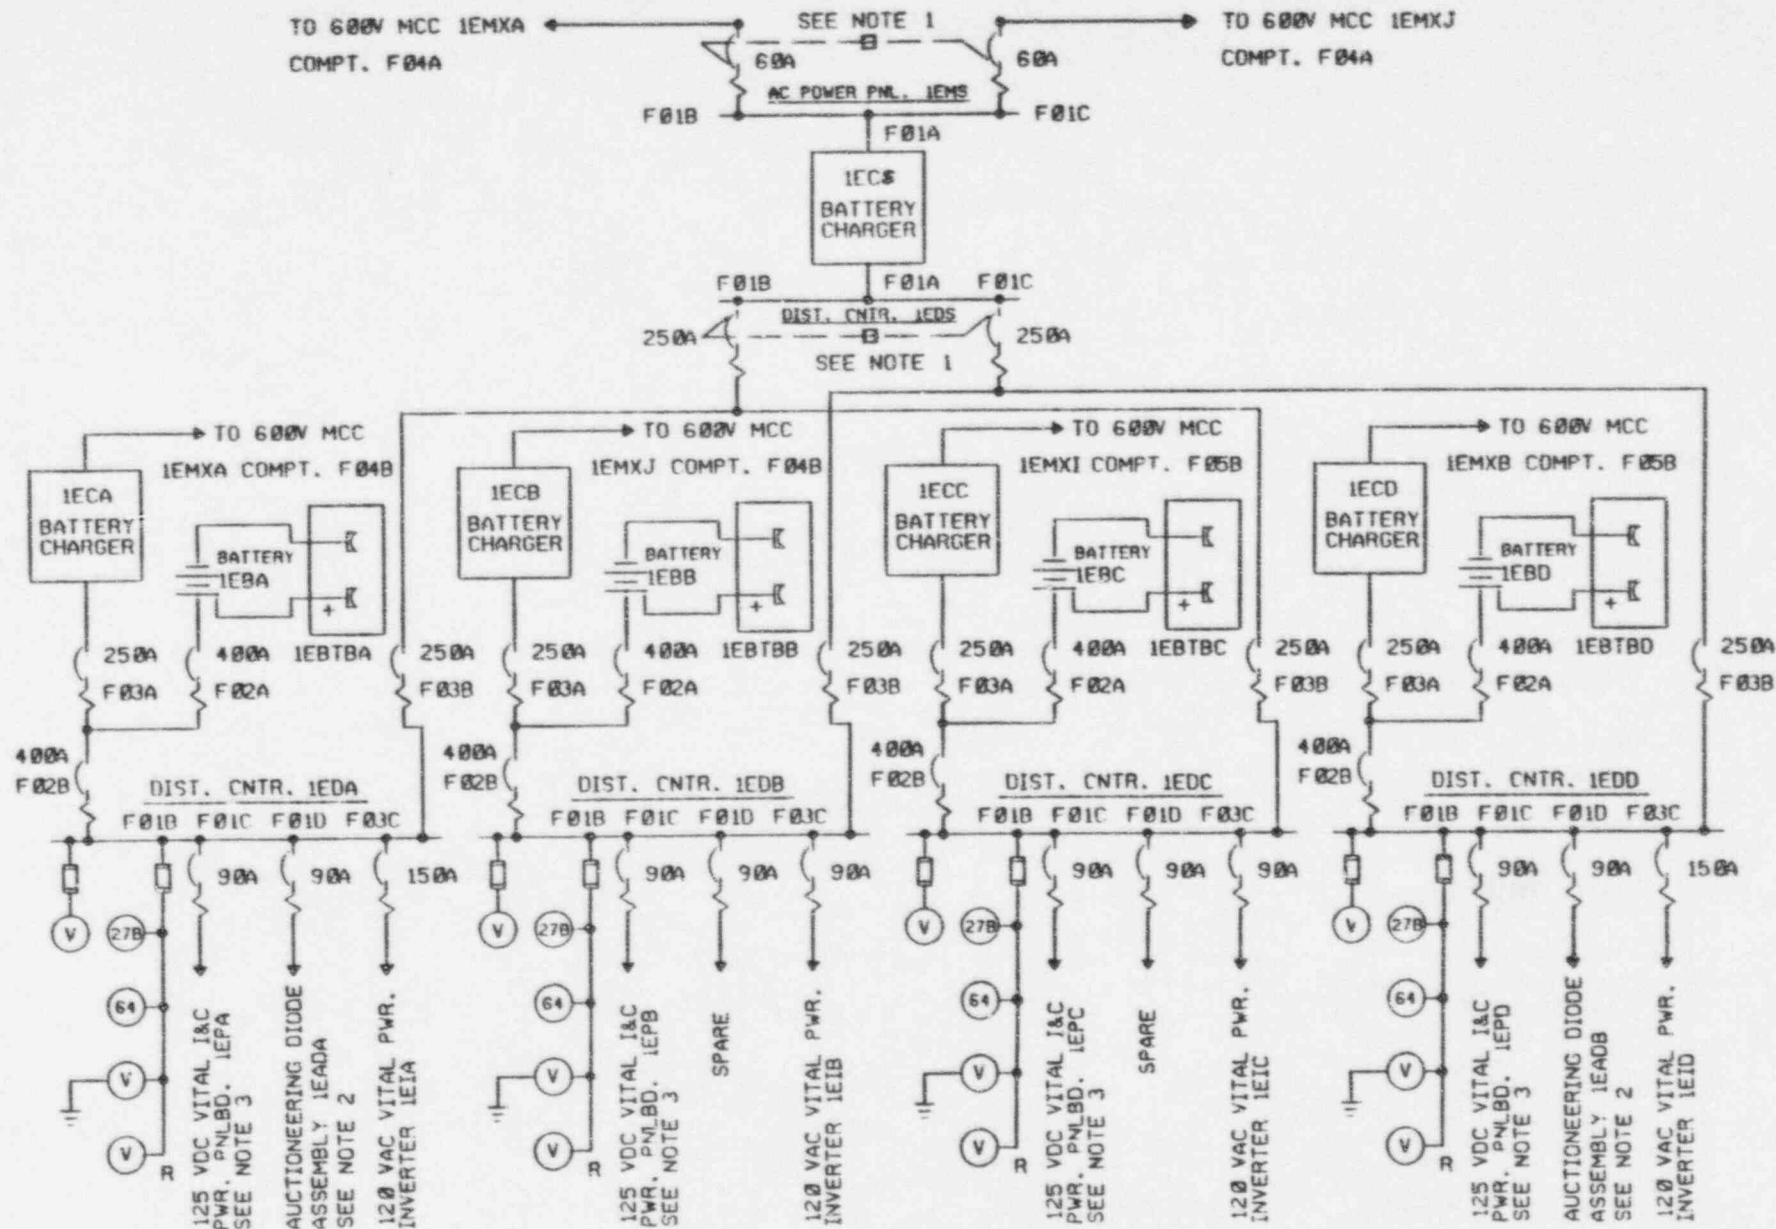 TO 600V MCC 1EMXA
COMPT. F04A
SEE NOTE 1
TO 600V MCC 1EMXJ
COMPT. F04A
60A
60A
AC POWER PNL. 1EMS
F01B
F01C
F01A
1ECS
BATTERY
CHARGER
F01B
F01A
F01C
DIST. CNTR. 1EDS
250A
250A
SEE NOTE 1
TO 600V MCC
1EMXA COMPT. F04B
1ECA
BATTERY
CHARGER
BATTERY
1EBA
+
250A
F03A
400A
F02A
1EBTBA
250A
F03B
400A
F02B
DIST. CNTR. 1EDA
F01B F01C F01D F03C
90A
90A
150A
V
27B
64
V
V
R
125 VDC VITAL I&C
PWR. PNLBD. 1EPA
SEE NOTE 3
AUCTIONEERING DIODE
ASSEMBLY 1EADA
SEE NOTE 2
120 VAC VITAL PWR.
INVERTER 1EIA
TO 600V MCC
1EMXJ COMPT. F04B
1ECB
BATTERY
CHARGER
BATTERY
1EBB
+
250A
F03A
400A
F02A
1EBTBB
250A
F03B
400A
F02B
DIST. CNTR. 1EDB
F01B F01C F01D F03C
90A
90A
90A
V
27B
64
V
V
R
125 VDC VITAL I&C
PWR. PNLBD. 1EPB
SEE NOTE 3
SPARE
120 VAC VITAL PWR.
INVERTER 1EIB
TO 600V MCC
1EMXI COMPT. F05B
1ECC
BATTERY
CHARGER
BATTERY
1EBC
+
250A
F03A
400A
F02A
1EBTBC
250A
F03B
400A
F02B
DIST. CNTR. 1EDC
F01B F01C F01D F03C
90A
90A
90A
V
27B
64
V
V
R
125 VDC VITAL I&C
PWR. PNLBD. 1EPC
SEE NOTE 3
SPARE
120 VAC VITAL PWR.
INVERTER 1EIC
TO 600V MCC
1EMXB COMPT. F05B
1ECD
BATTERY
CHARGER
BATTERY
1EBD
+
250A
F03A
400A
F02A
1EBTBD
250A
F03B
400A
F02B
DIST. CNTR. 1EDD
F01B F01C F01D F03C
90A
90A
150A
V
27B
64
V
V
R
125 VDC VITAL I&C
PWR. PNLBD. 1EPD
SEE NOTE 3
AUCTIONEERING DIODE
ASSEMBLY 1EADB
SEE NOTE 2
120 VAC VITAL PWR.
INVERTER 1EID